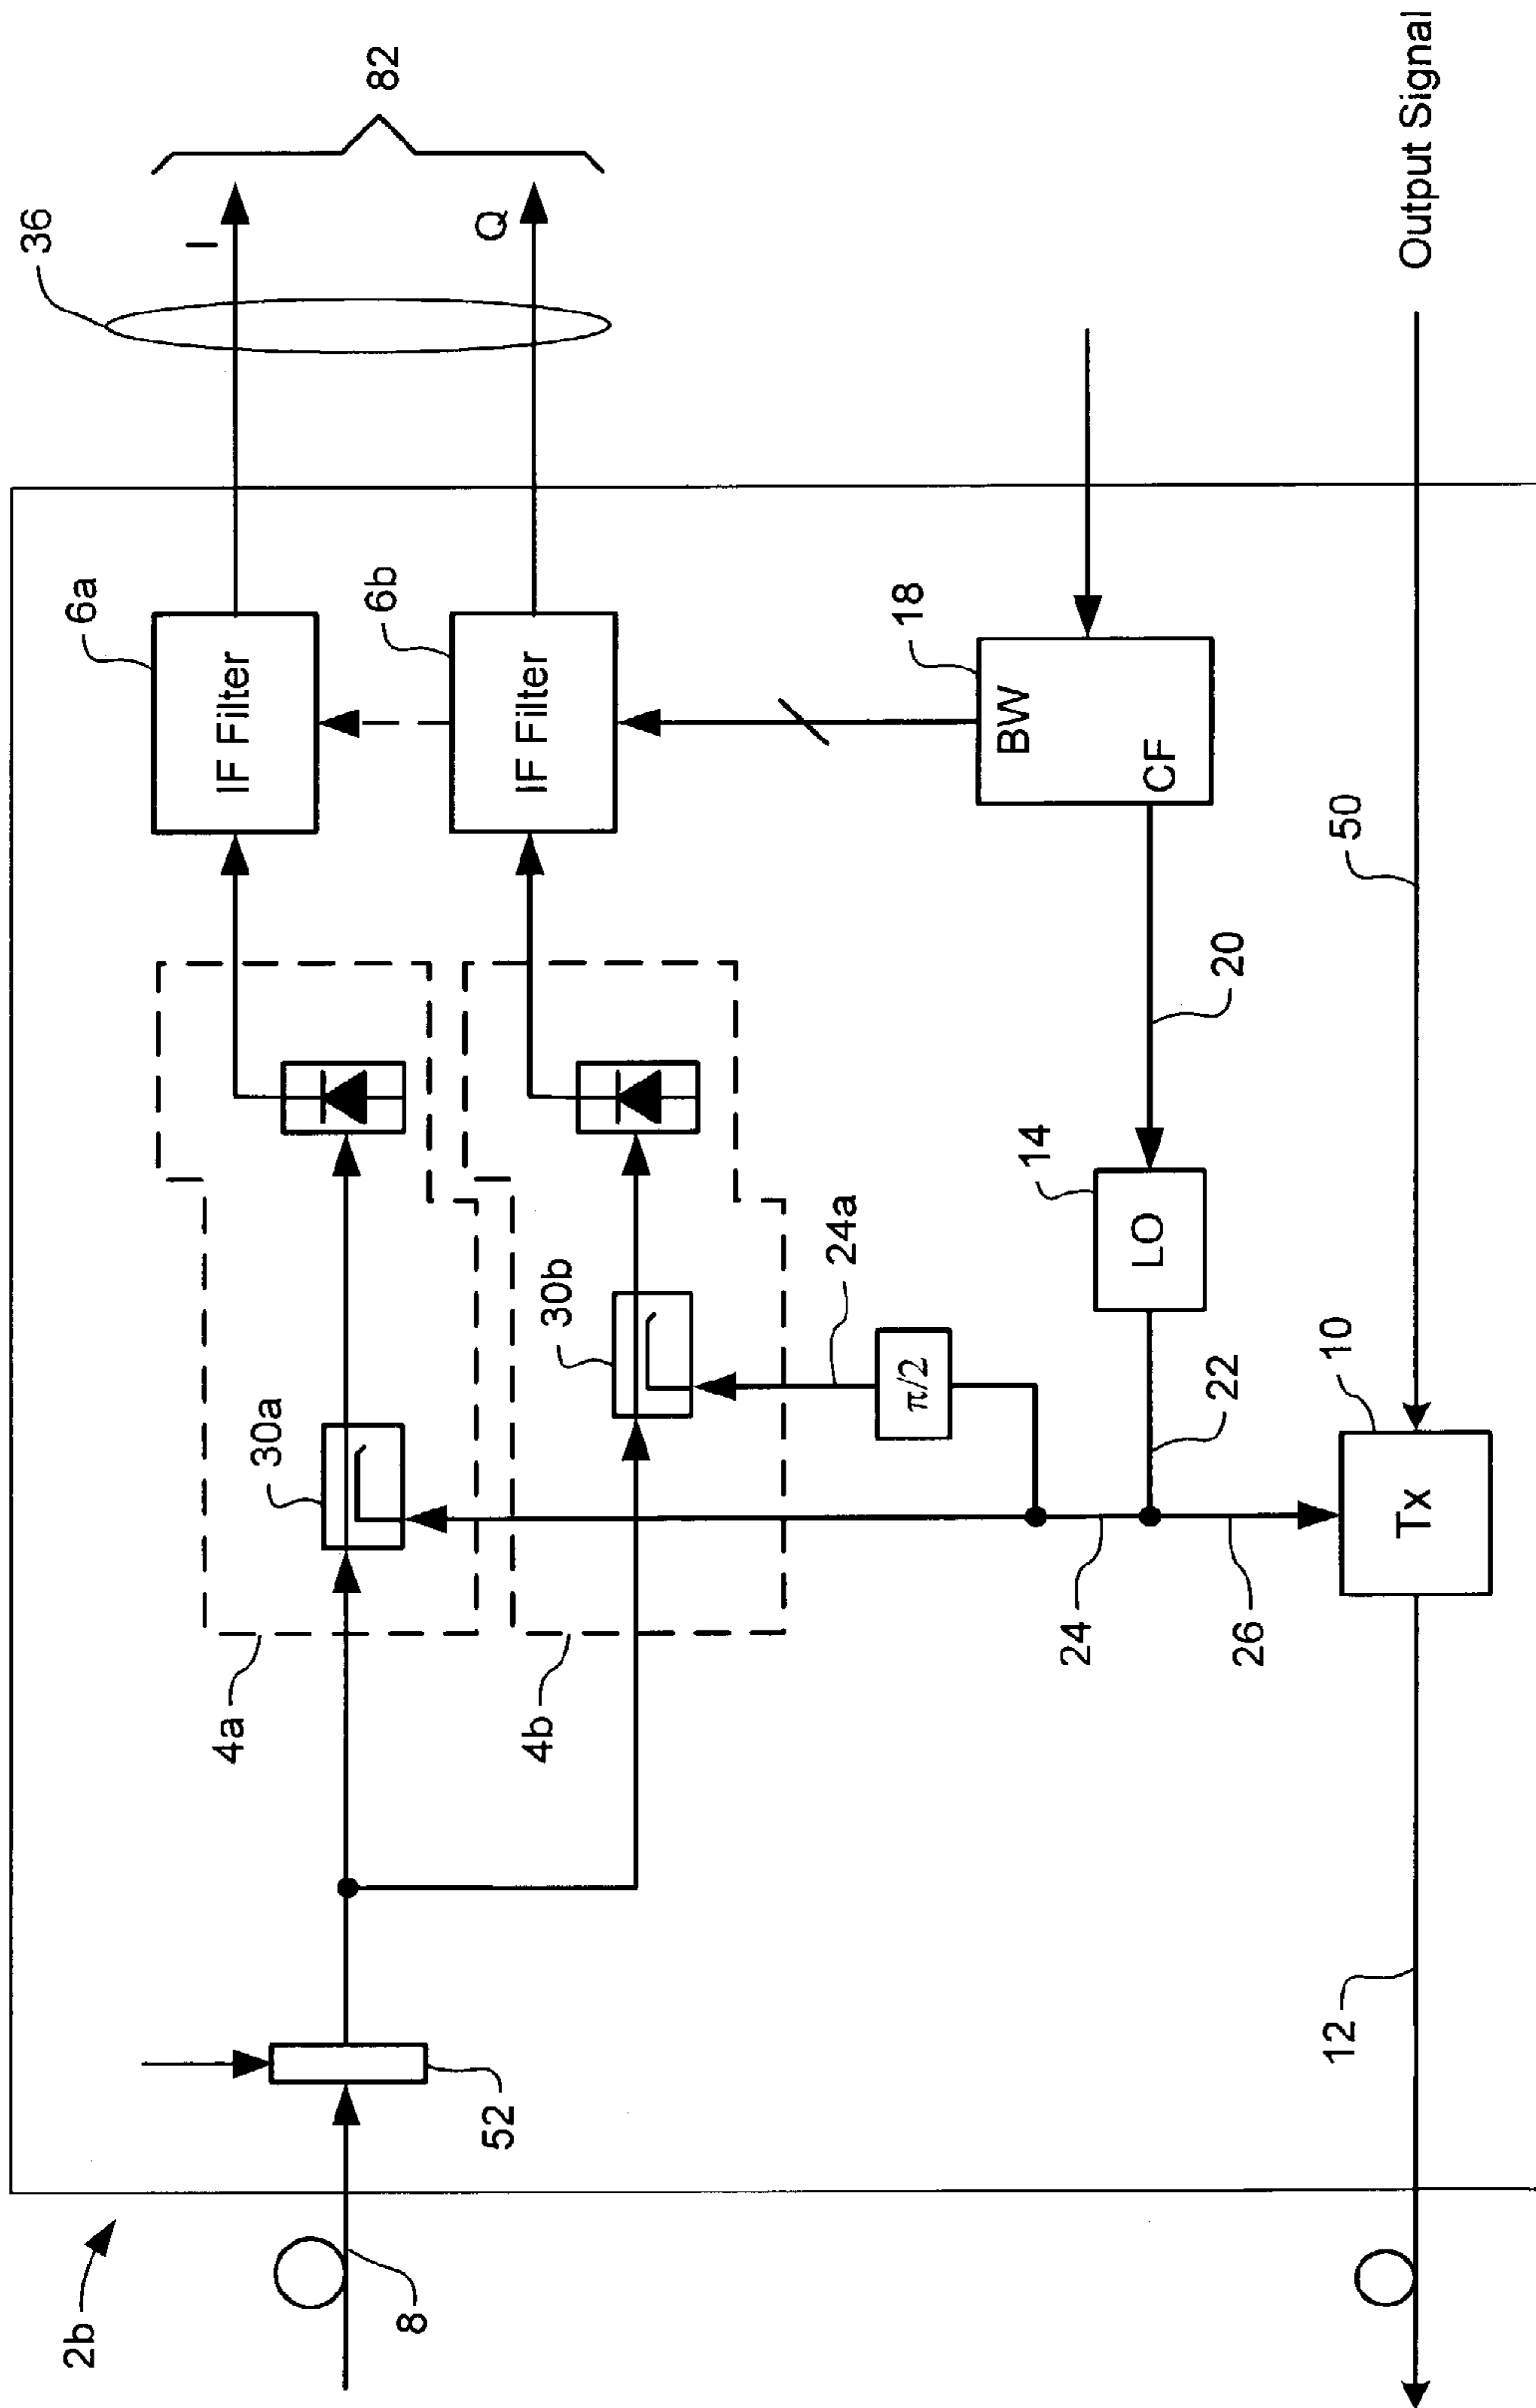 2b
8
52
4a
30a
6a
IF Filter
I
36
82
4b
30b
6b
IF Filter
Q
24a
π/2
18
BW
CF
20
14
LO
22
24
26
10
Tx
12
50
Output Signal